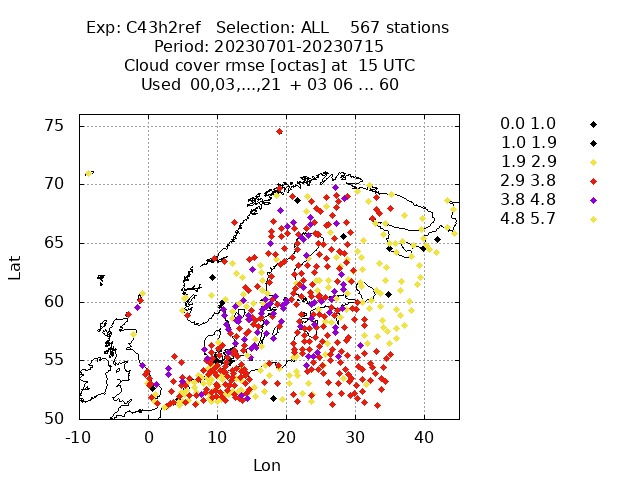 Exp: C43h2ref   Selection: ALL    567 stations
Period: 20230701-20230715
Cloud cover rmse [octas] at  15 UTC
Used  00,03,...,21  + 03 06 ... 60
0.0 1.0
1.0 1.9
1.9 2.9
2.9 3.8
3.8 4.8
4.8 5.7
75
70
65
60
55
50
Lat
-10 0 10 20 30 40
Lon